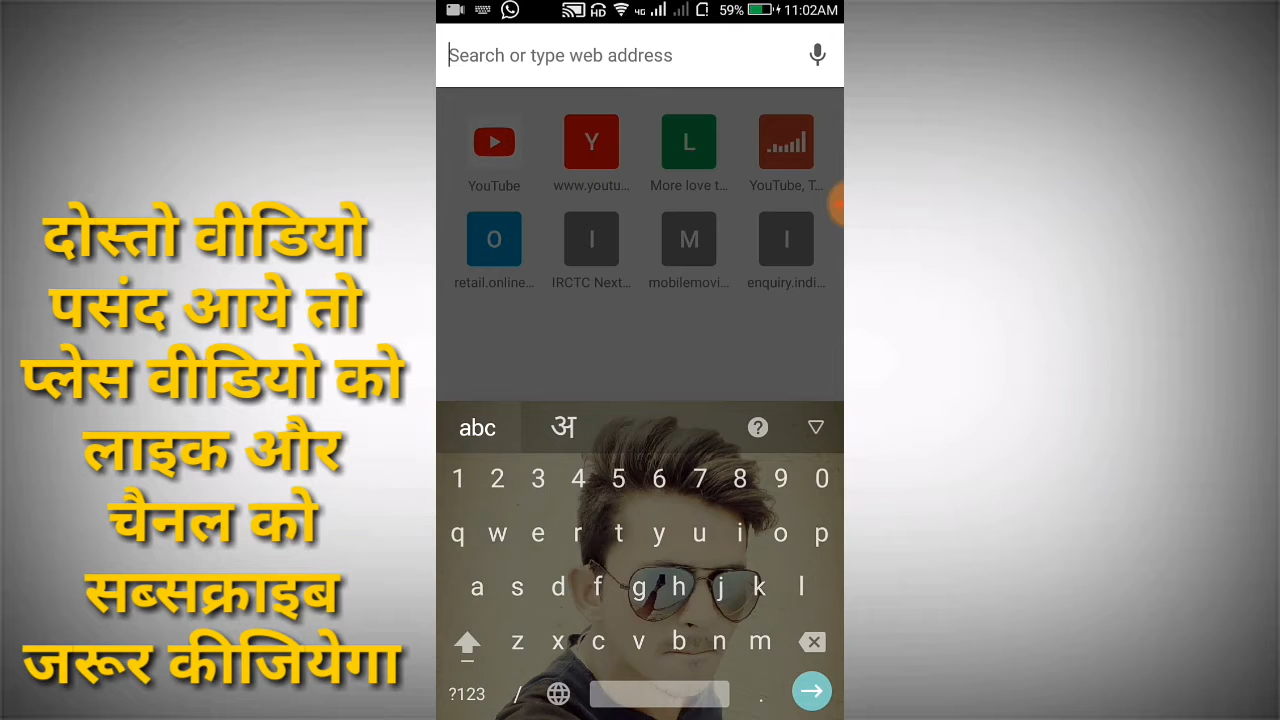 59% 11:02AM
Search or type web address
YouTube www.youtu... More love t... YouTube, T...
retail.online... IRCTC Next... mobilemovi... enquiry.indi...
दोस्तो वीडियो
पसंद आये तो
प्लेस वीडियो को
लाइक और
चैनल को
सब्सक्राइब
जरूर कीजियेगा
Y L
O I M I
HD 4G
abc अ ?
1 2 3 4 5 6 7 8 9 0
q w e r t y u i o p
a s d f g h j k l
z x c v b n m
?123 / .